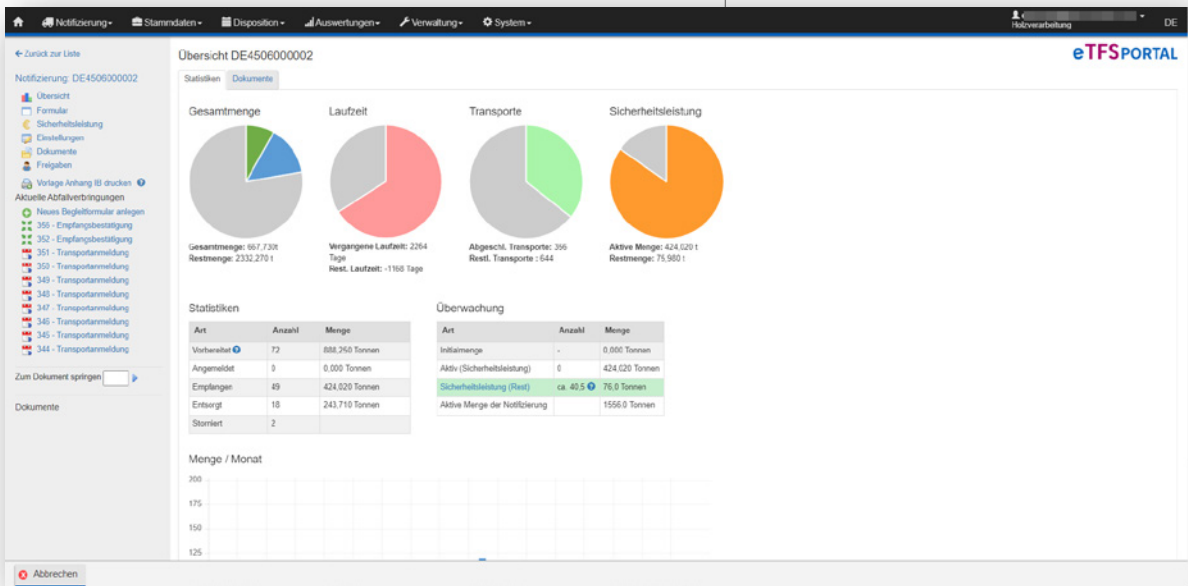 Notifizierung
Stammdaten
Disposition
Auswertungen
Verwaltung
System
Holzverarbeitung
DE
Zurück zur Liste
Notifizierung: DE4506000002
Übersicht
Formular
Sicherheitsleistung
Einstellungen
Dokumente
Freigaben
Vorlage Anhang IB drucken
Aktuelle Abfallverbringungen
Neues Begleitformular anlegen
352 - Empfangsbestätigung
351 - Transportanmeldung
350 - Transportanmeldung
349 - Transportanmeldung
348 - Transportanmeldung
347 - Transportanmeldung
346 - Transportanmeldung
345 - Transportanmeldung
344 - Transportanmeldung
Zum Dokument springen
Dokumente
Übersicht DE4506000002
eTFSPORTAL
Statistiken Dokumente
Gesamtmenge
Gesamtmenge: 667,730t
Restmenge: 2332,270 t
Laufzeit
Vergangene Laufzeit: 2264
Tage
Rest. Laufzeit: -1168 Tage
Transporte
Abgeschl. Transporte: 356
Restl. Transporte : 644
Sicherheitsleistung
Aktive Menge: 424,020 t
Restmenge: 75,980 t
Statistiken
Art Anzahl Menge
Vorbereitet 72 888,250 Tonnen
Angemeldet 0 0,000 Tonnen
Empfangen 49 424,020 Tonnen
Entsorgt 18 243,710 Tonnen
Storniert 2
Überwachung
Art Anzahl Menge
Initialmenge - 0,000 Tonnen
Aktiv (Sicherheitsleistung) 0 424,020 Tonnen
Sicherheitsleistung (Rest) ca. 40,5 76.0 Tonnen
Aktive Menge der Notifizierung 1556.0 Tonnen
Menge / Monat
200
175
150
125
Abbrechen